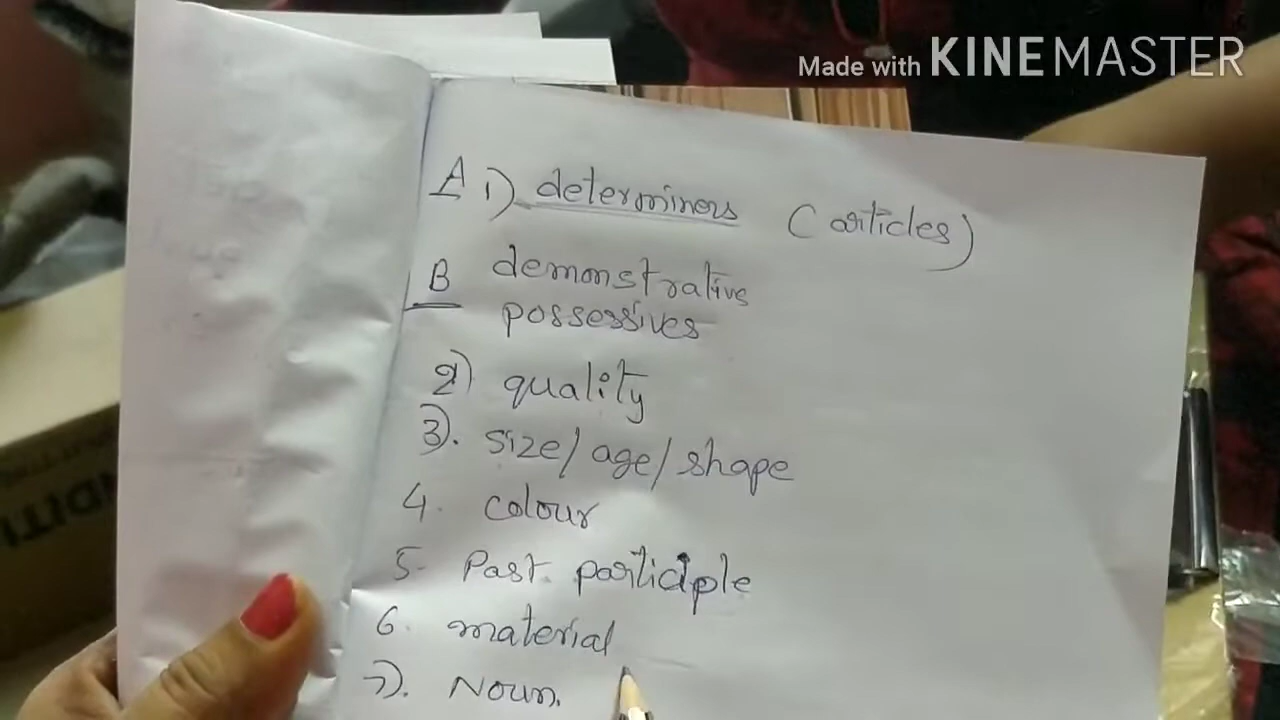 Made with KINEMASTER
A 1) determiners (articles)
B demonstrative
possessives
2) quality
3). size/age/shape
4. colour
5- Past participle
6. material
7). Noun.